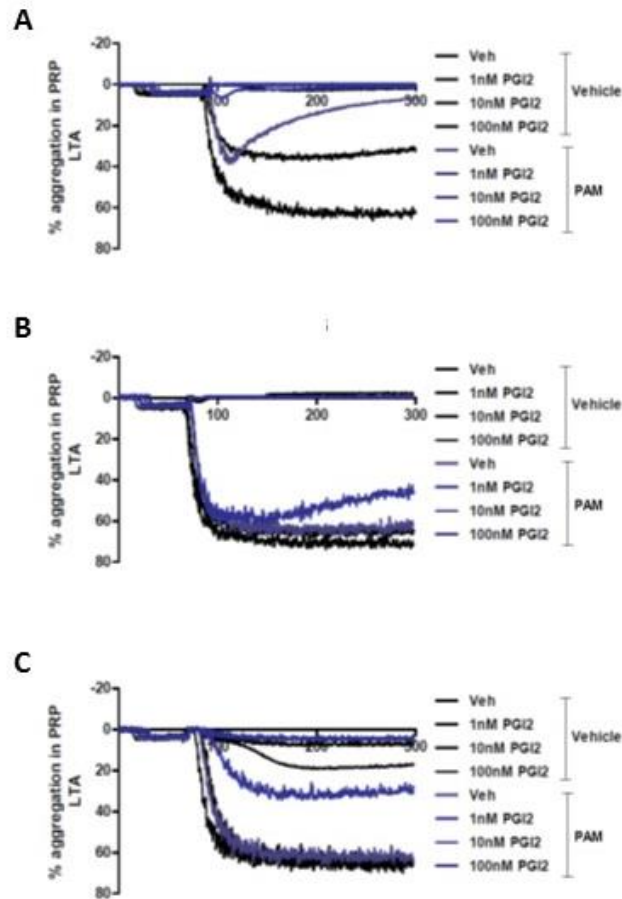 A
% aggregation in PRP
LTA
-20
0
20
40
60
80
100
200
300
Veh
1nM PGI2
10nM PGI2
100nM PGI2
Vehicle
Veh
1nM PGI2
10nM PGI2
100nM PGI2
PAM
B
% aggregation in PRP
LTA
-20
0
20
40
60
80
100
200
300
Veh
1nM PGI2
10nM PGI2
100nM PGI2
Vehicle
Veh
1nM PGI2
10nM PGI2
100nM PGI2
PAM
C
% aggregation in PRP
LTA
-20
0
20
40
60
80
100
200
300
Veh
1nM PGI2
10nM PGI2
100nM PGI2
Vehicle
Veh
1nM PGI2
10nM PGI2
100nM PGI2
PAM